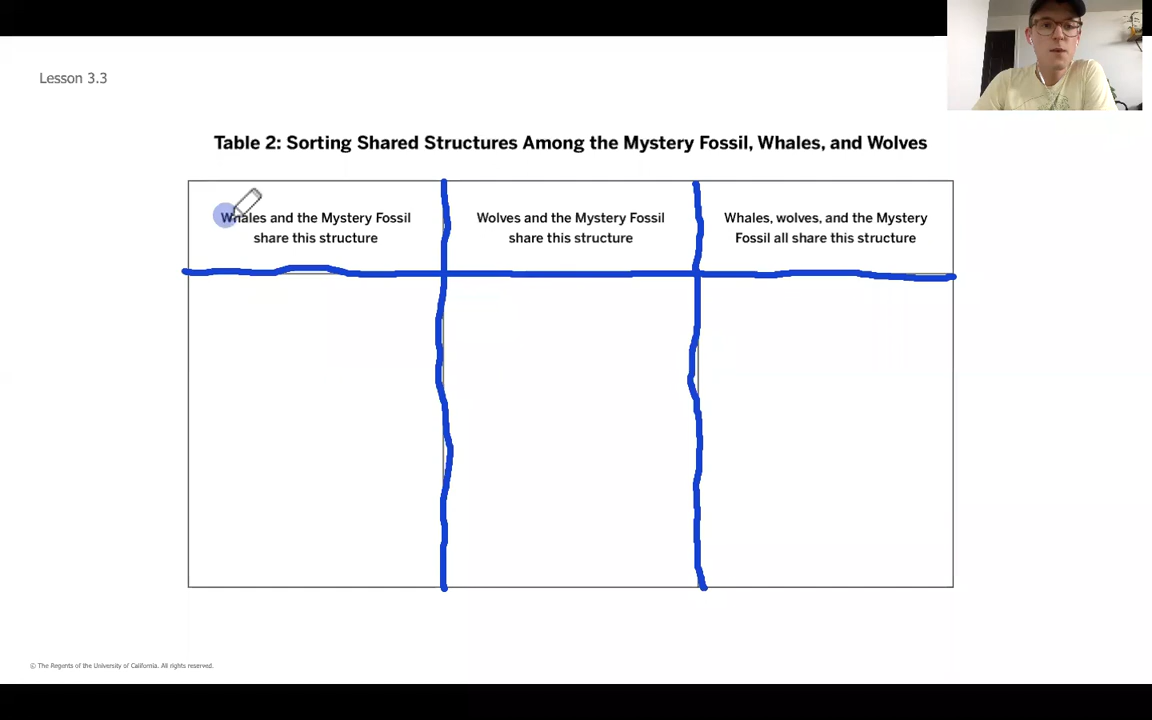 Lesson 3.3
Table 2: Sorting Shared Structures Among the Mystery Fossil, Whales, and Wolves
Whales and the Mystery Fossil
share this structure
Wolves and the Mystery Fossil
share this structure
Whales, wolves, and the Mystery
Fossil all share this structure
© The Regents of the University of California. All rights reserved.